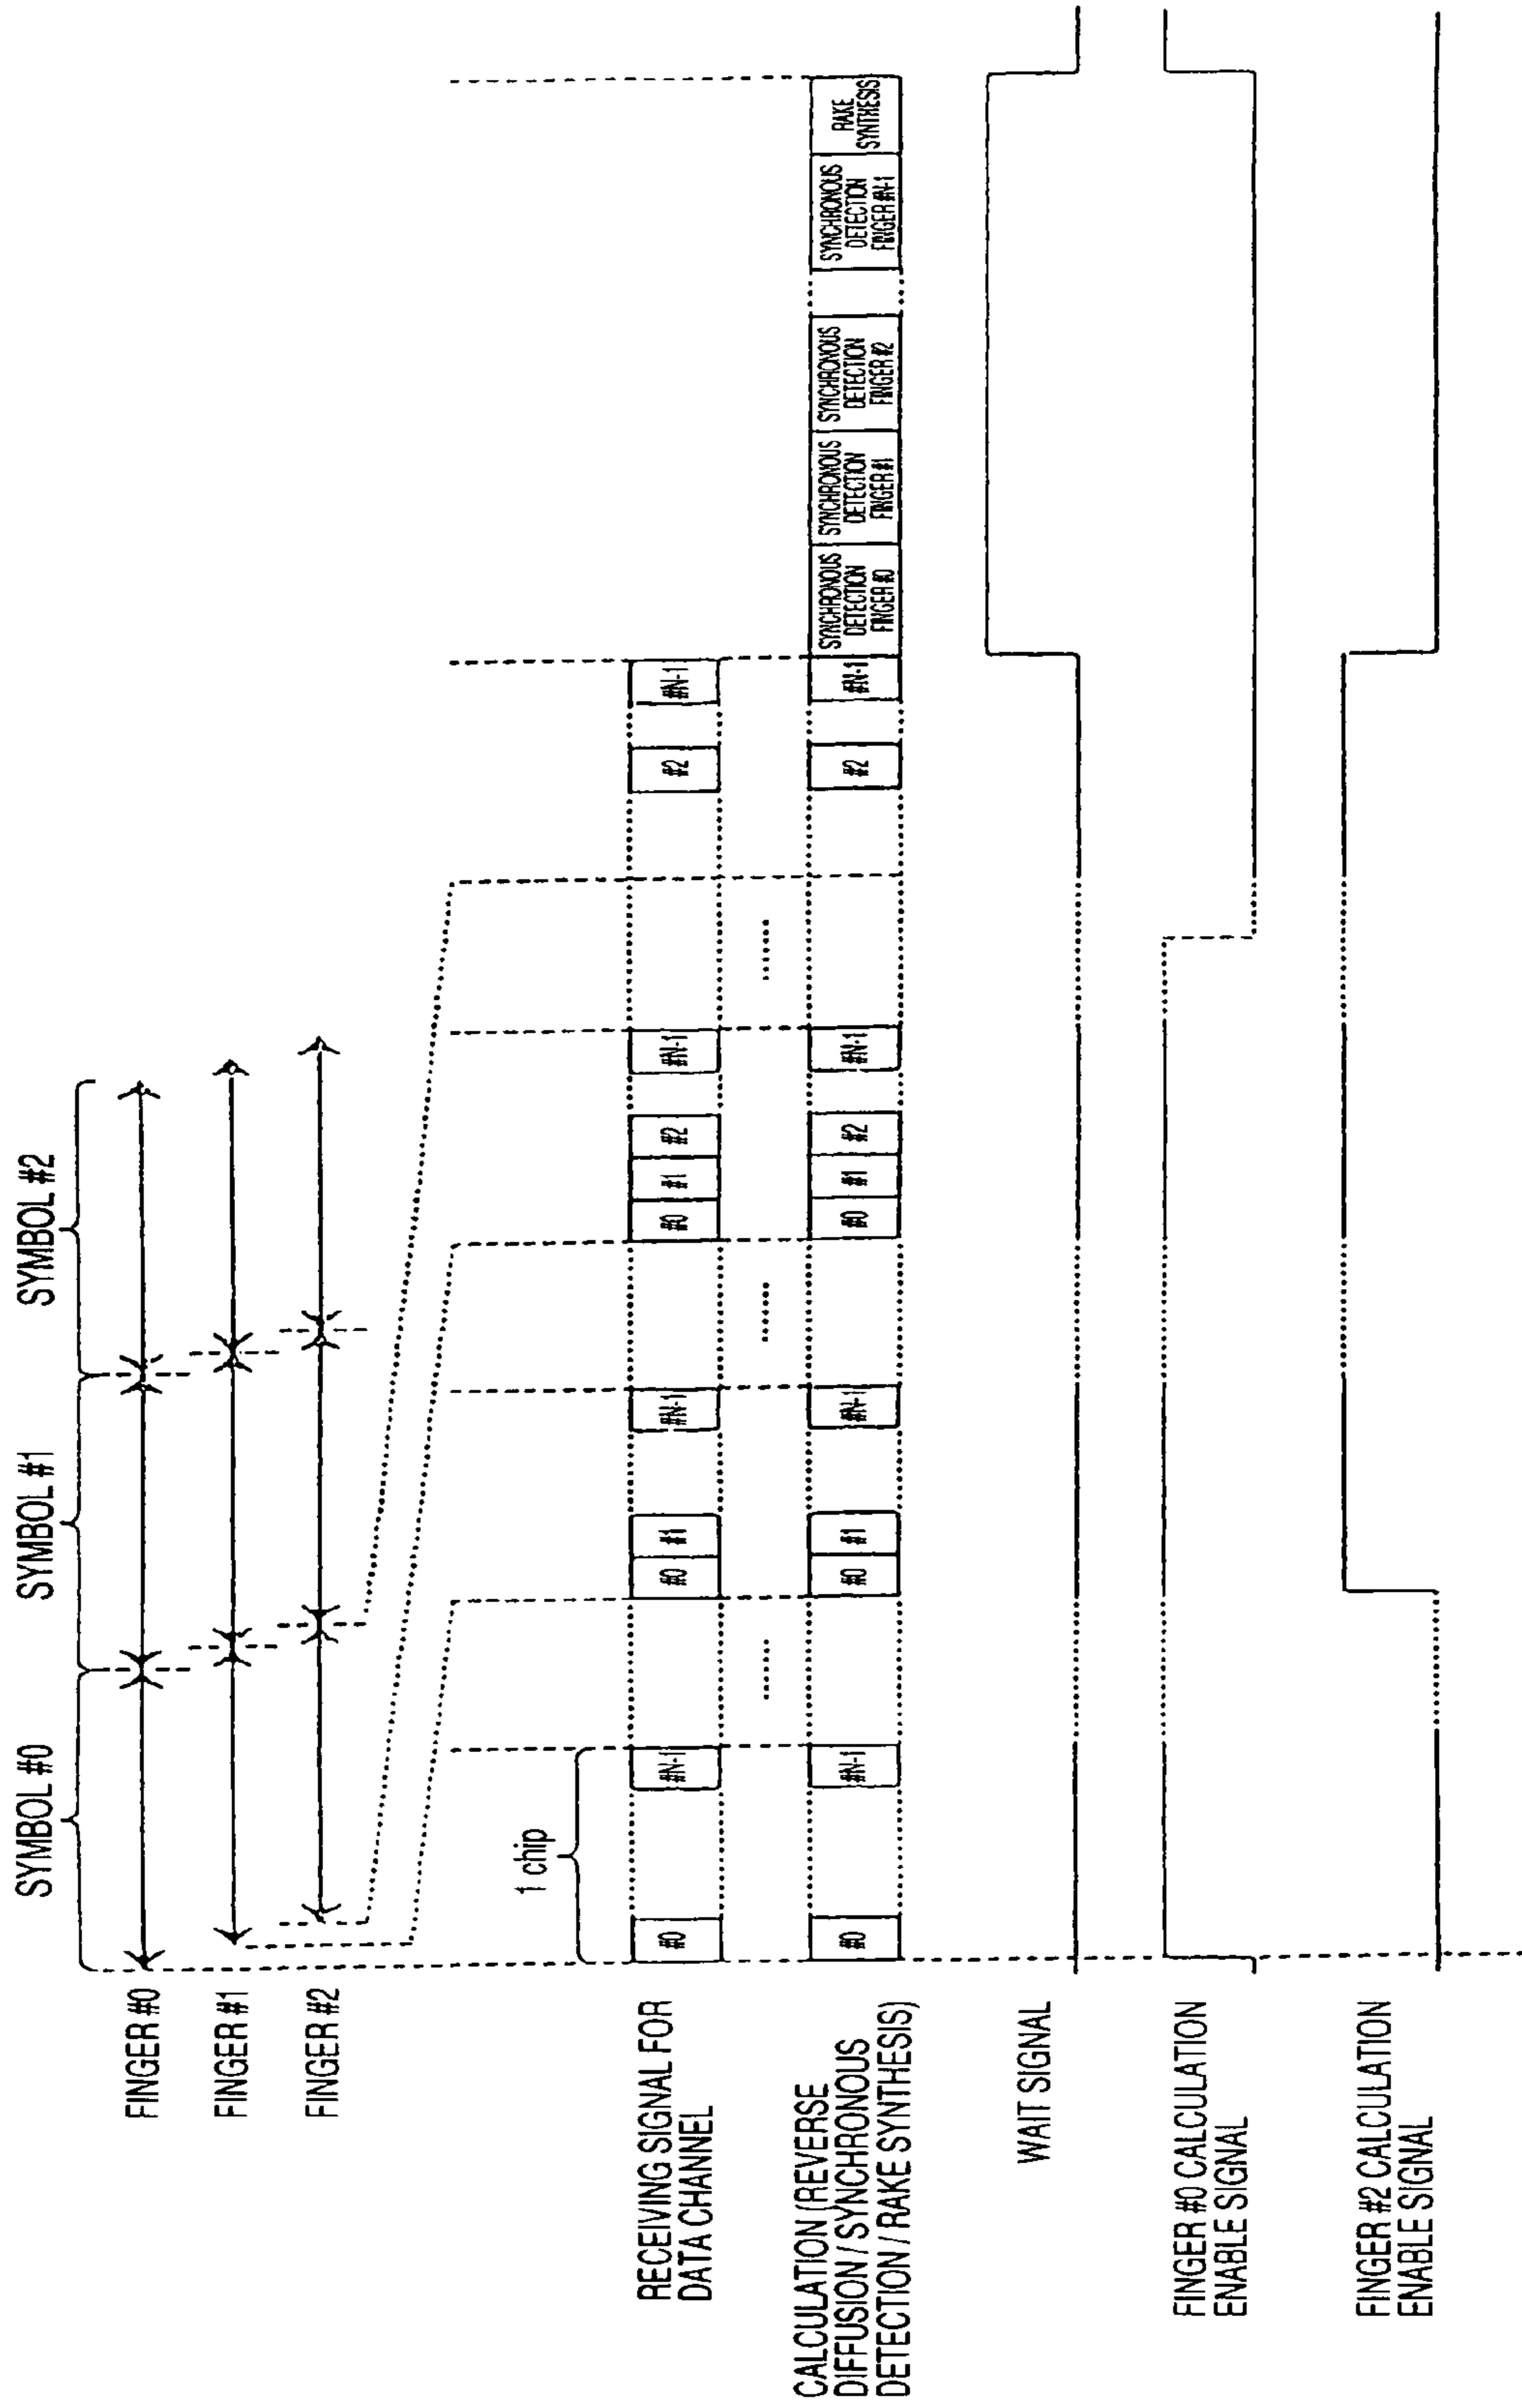 SYMBOL #0
SYMBOL #1
SYMBOL #2
FINGER #0
FINGER #1
FINGER #2
1 chip
RECEIVING SIGNAL FOR
DATA CHANNEL
#0
#N-1
#0
#1
#N-1
#0
#1
#2
#N-1
#2
#N-1
CALCULATION (REVERSE
DIFFUSION / SYNCHRONOUS
DETECTION / RAKE SYNTHESIS)
#0
#N-1
#0
#1
#N-1
#0
#1
#2
#N-1
#2
#N-1
SYNCHRONOUS
DETECTION
FINGER #0
SYNCHRONOUS
DETECTION
FINGER #1
SYNCHRONOUS
DETECTION
FINGER #2
SYNCHRONOUS
DETECTION
FINGER #N-1
RAKE
SYNTHESIS
WAIT SIGNAL
FINGER #0 CALCULATION
ENABLE SIGNAL
FINGER #2 CALCULATION
ENABLE SIGNAL